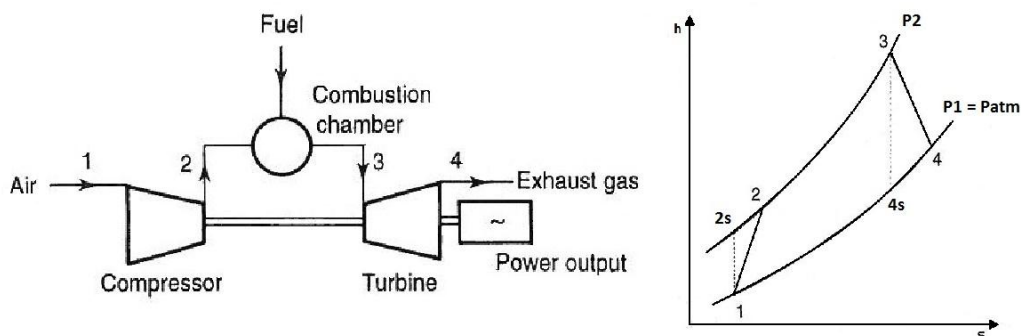 Fuel
Combustion
chamber
1
2
3
4
Air
Exhaust gas
~
Power output
Compressor
Turbine
h
P2
3
P1 = Patm
4
2
2s
4s
1